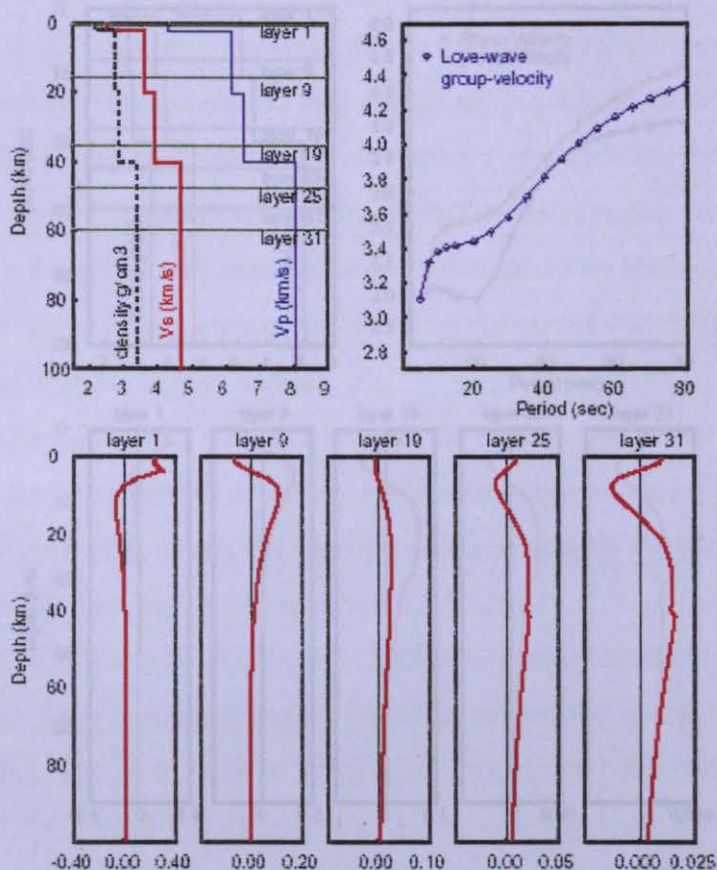 0
20
40
60
80
100
Depth (km)
layer 1
layer 9
layer 19
layer 25
layer 31
density g/cm3
Vs (km/s)
Vp (km/s)
2 3 4 5 6 7 8 9
4.6
4.4
4.2
4.0
3.8
3.6
3.4
3.2
3.0
2.8
Love-wave
group-velocity
20 40 60 80
Period (sec)
layer 1 layer 9 layer 19 layer 25 layer 31
0
20
40
60
80
Depth (km)
-0.40 0.00 0.40 0.00 0.20 0.00 0.10 0.00 0.05 0.000 0.025